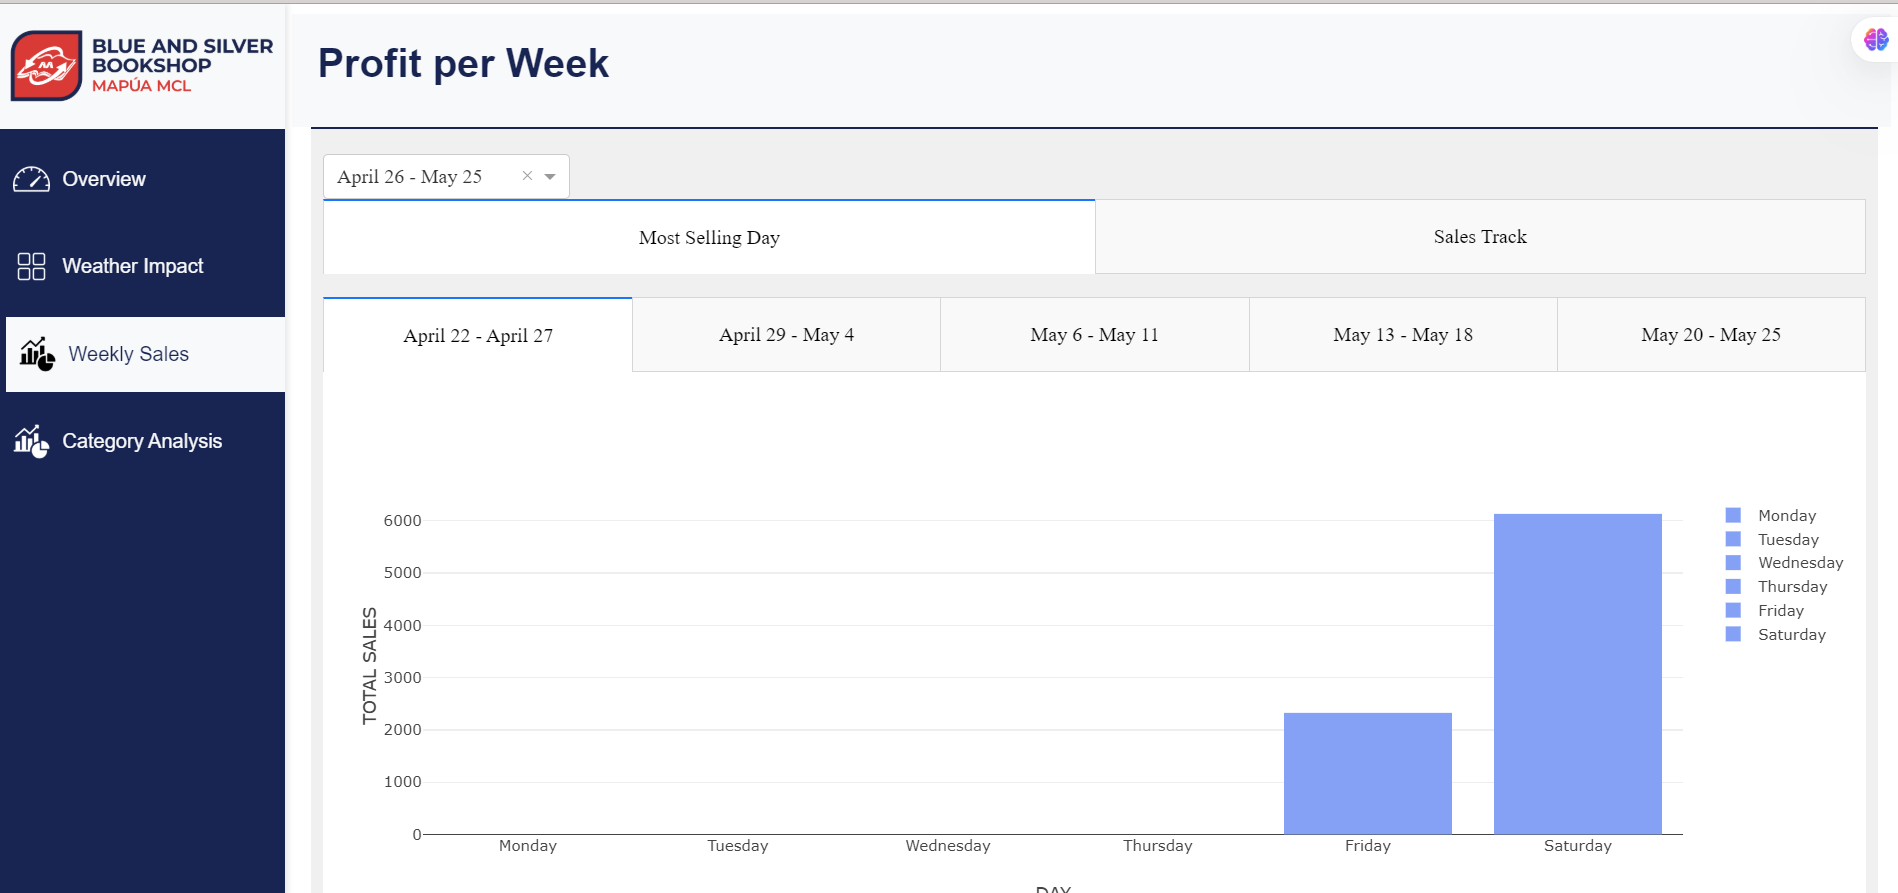 BLUE AND SILVER
BOOKSHOP
MAPÚA MCL
Profit per Week
Overview
Weather Impact
Weekly Sales
Category Analysis
April 26 - May 25
Most Selling Day
Sales Track
April 22 - April 27
April 29 - May 4
May 6 - May 11
May 13 - May 18
May 20 - May 25
TOTAL SALES
6000
5000
4000
3000
2000
1000
0
Monday
Tuesday
Wednesday
Thursday
Friday
Saturday
DAY
Monday
Tuesday
Wednesday
Thursday
Friday
Saturday